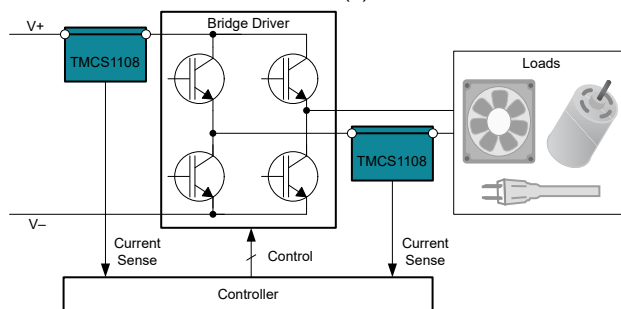 V+
TMCS1108
Bridge Driver
Loads
TMCS1108
V–
Current
Sense
Control
Current
Sense
Controller